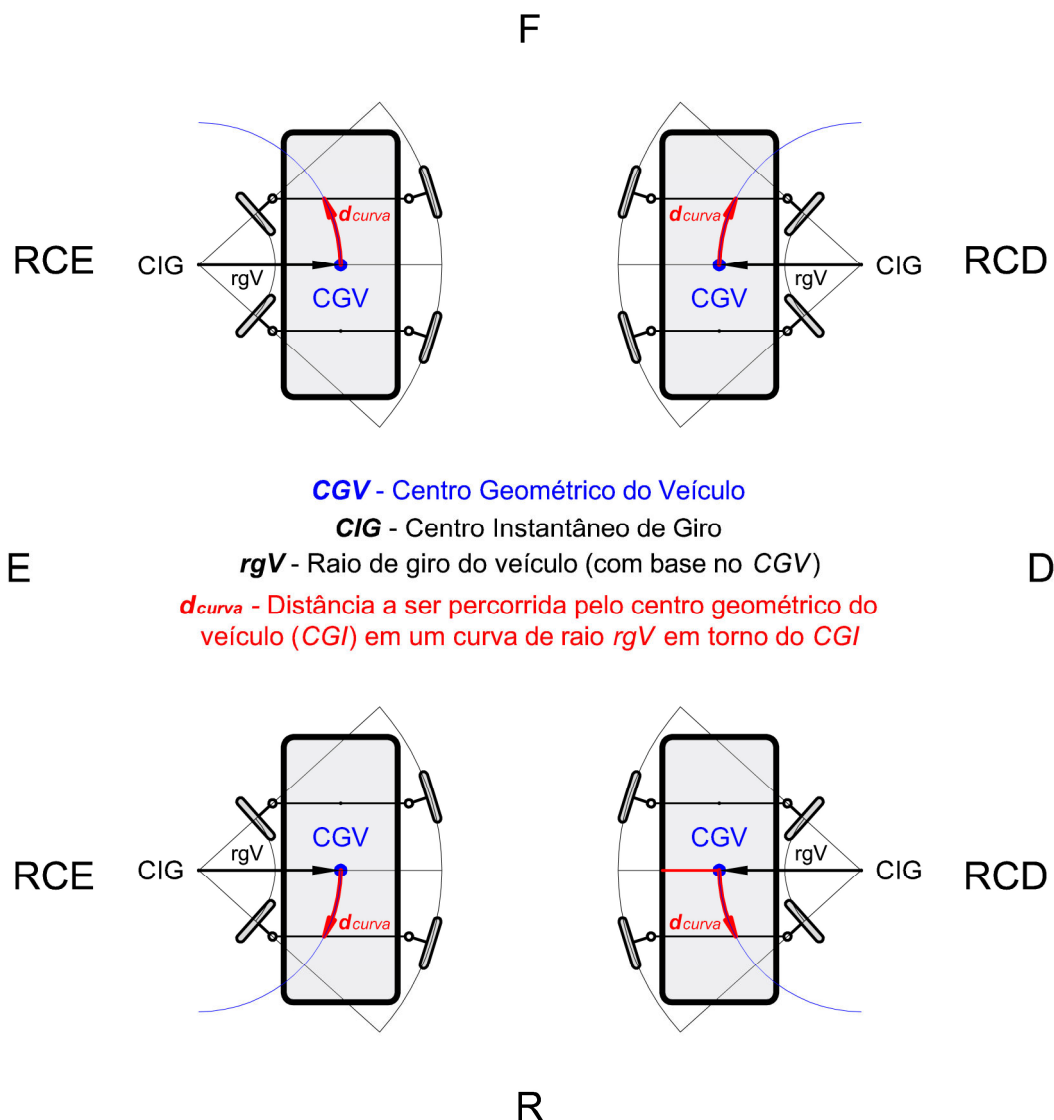 F
dcurva
dcurva
RCE
CIG
rgV
CGV
CGV
rgV
CIG
RCD
CGV - Centro Geométrico do Veículo
CIG - Centro Instantâneo de Giro
rgV - Raio de giro do veículo (com base no CGV)
E
D
dcurva - Distância a ser percorrida pelo centro geométrico do
veículo (CGI) em um curva de raio rgV em torno do CGI
CGV
CGV
RCE
CIG
rgV
rgV
CIG
RCD
dcurva
dcurva
R